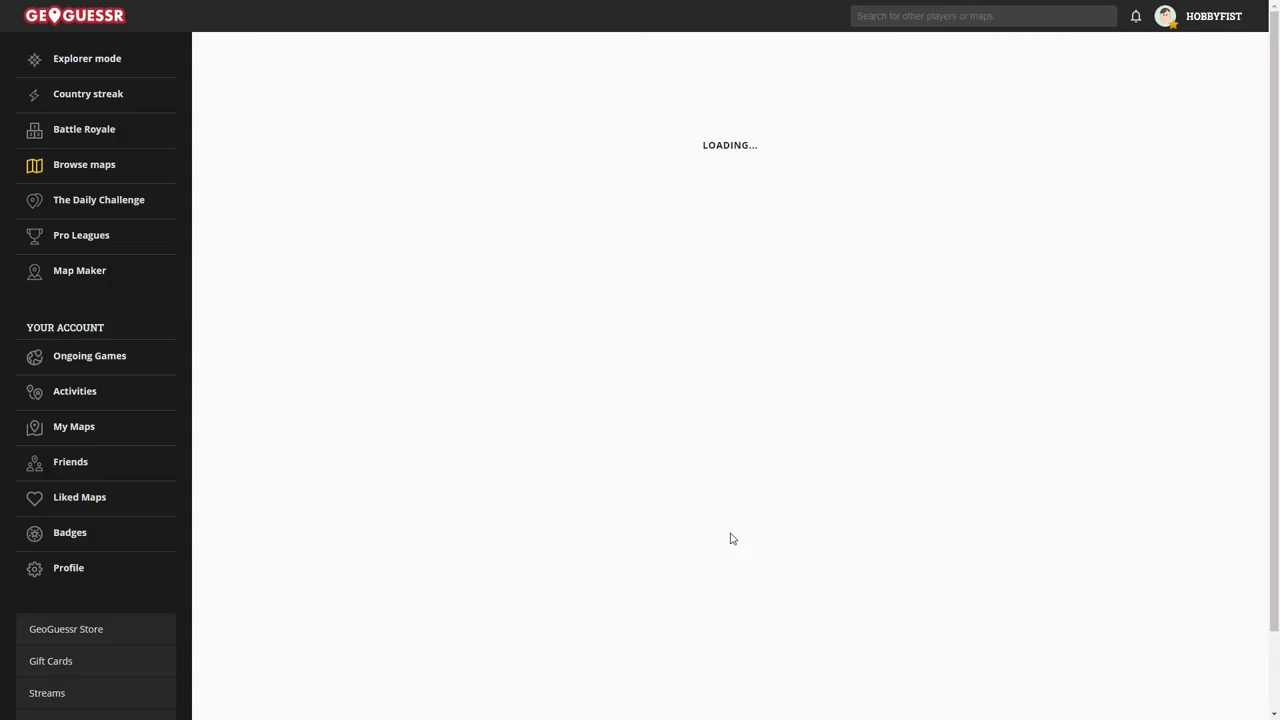 GEOGUESSR
Search for other players or maps
HOBBYFIST
Explorer mode
Country streak
Battle Royale
Browse maps
The Daily Challenge
Pro Leagues
Map Maker
YOUR ACCOUNT
Ongoing Games
Activities
My Maps
Friends
Liked Maps
Badges
Profile
GeoGuessr Store
Gift Cards
Streams
LOADING...